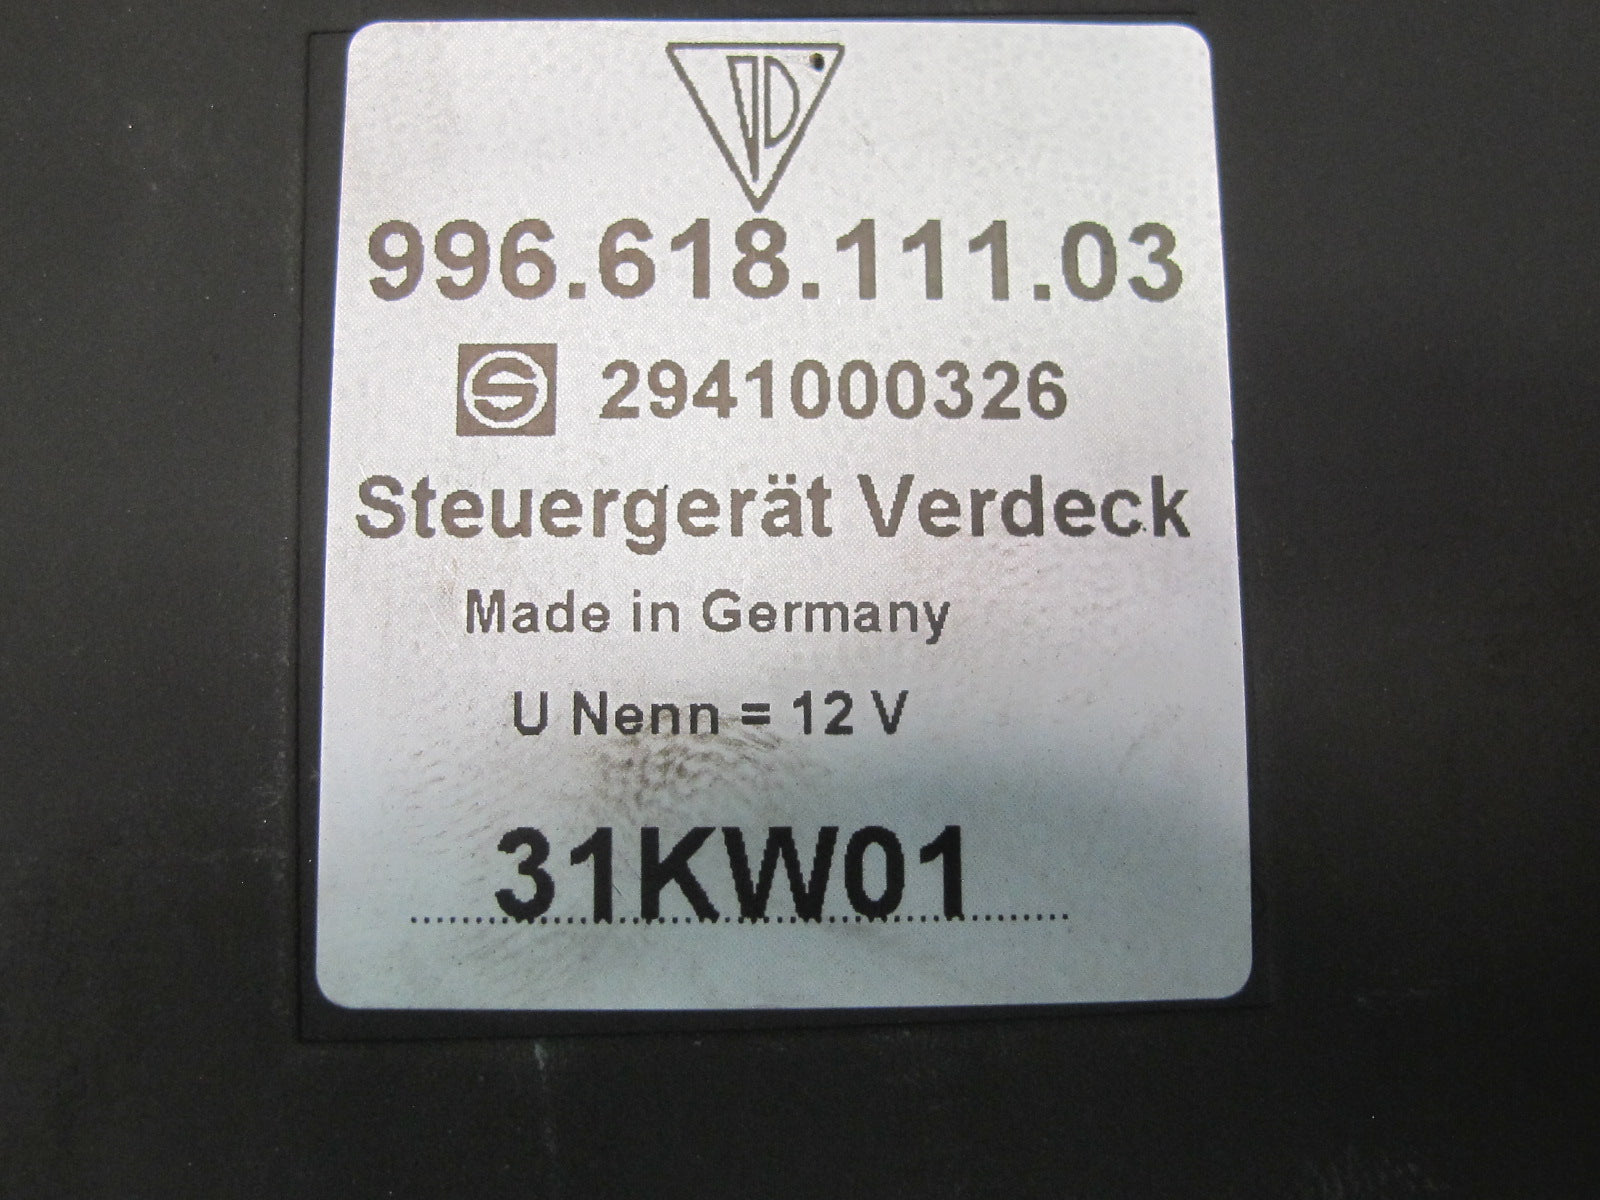 996.618.111.03
S 2941000326
Steuergerät Verdeck
Made in Germany
U Nenn = 12 V
31KW01